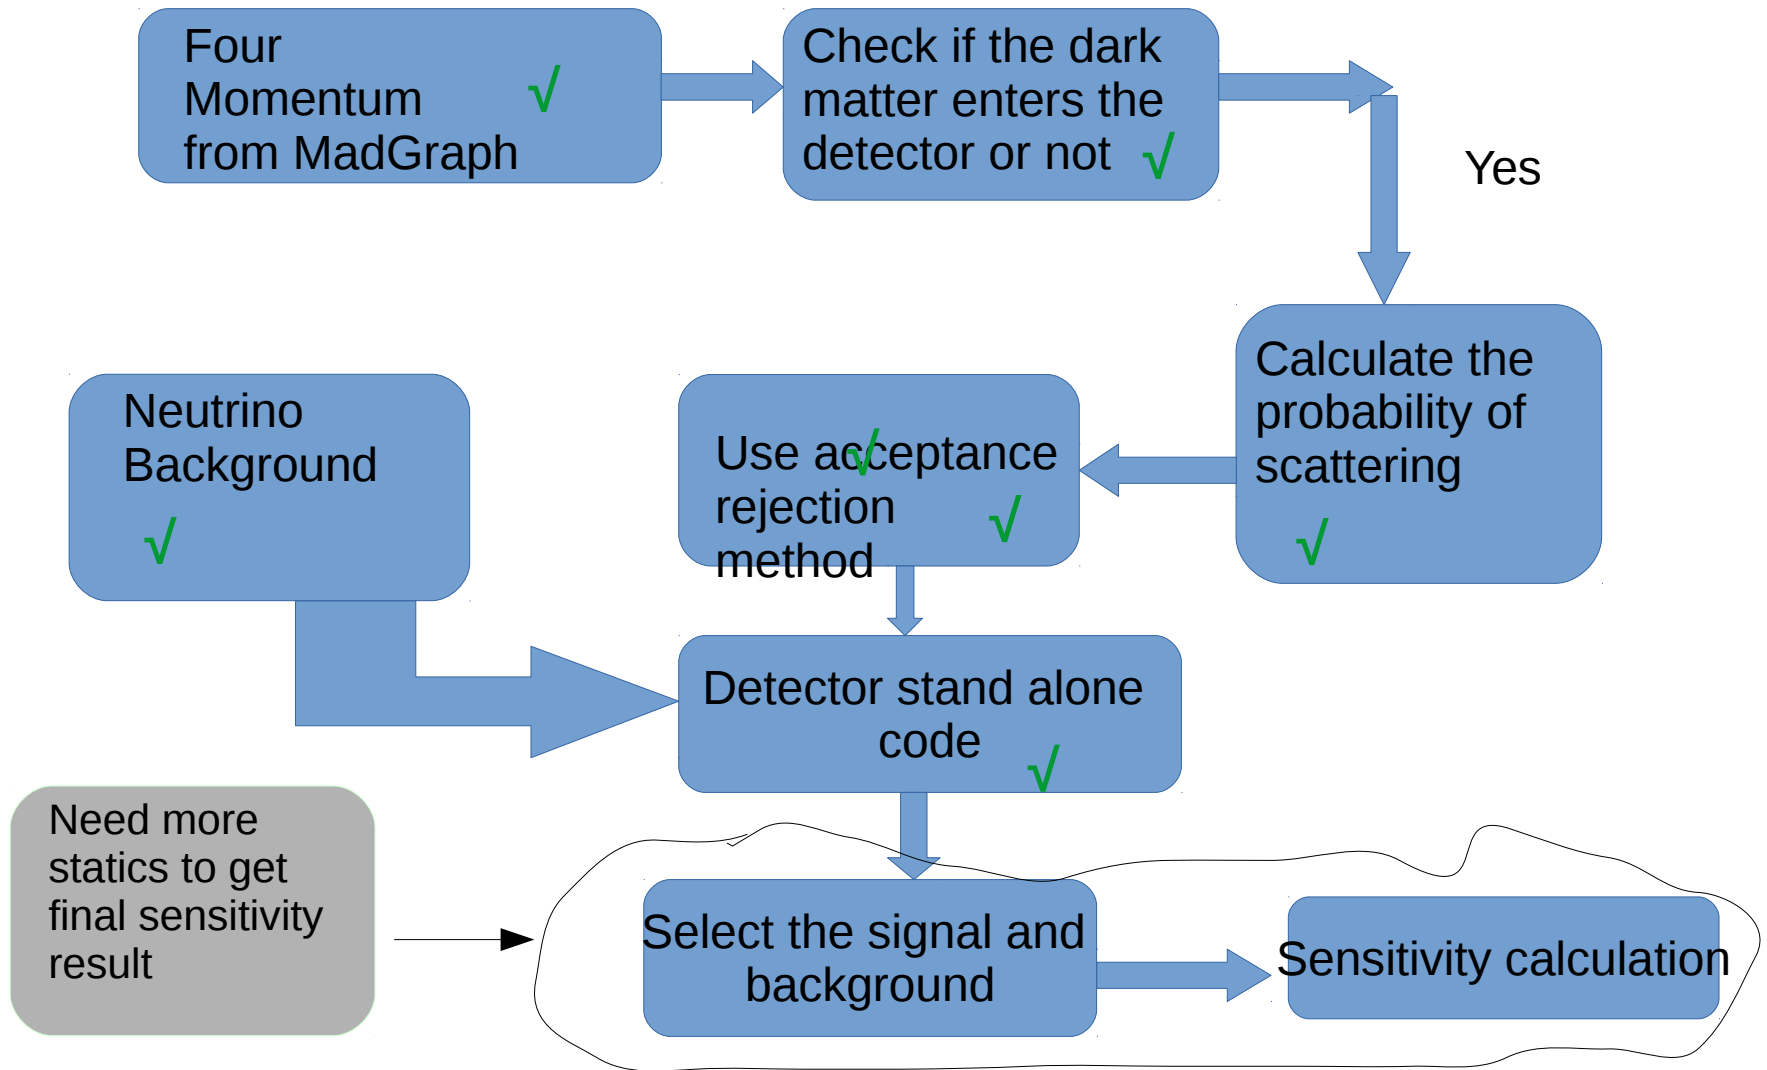 Four
Momentum
from MadGraph
√
Check if the dark
matter enters the
detector or not
√
Yes
Calculate the
probability of
scattering
√
Use acceptance
rejection
method
√
√
Neutrino
Background
√
Detector stand alone
code
√
Need more
statics to get
final sensitivity
result
Select the signal and
background
Sensitivity calculation